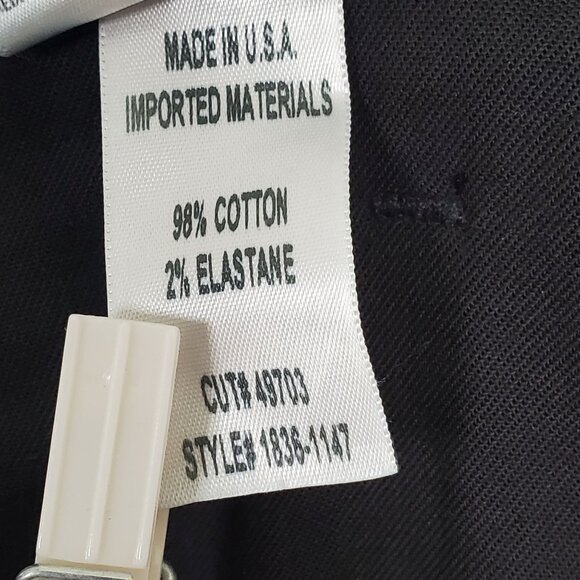 MADE IN U.S.A.
IMPORTED MATERIALS
98% COTTON
2% ELASTANE
CUT# 49703
STYLE# 1836-1147